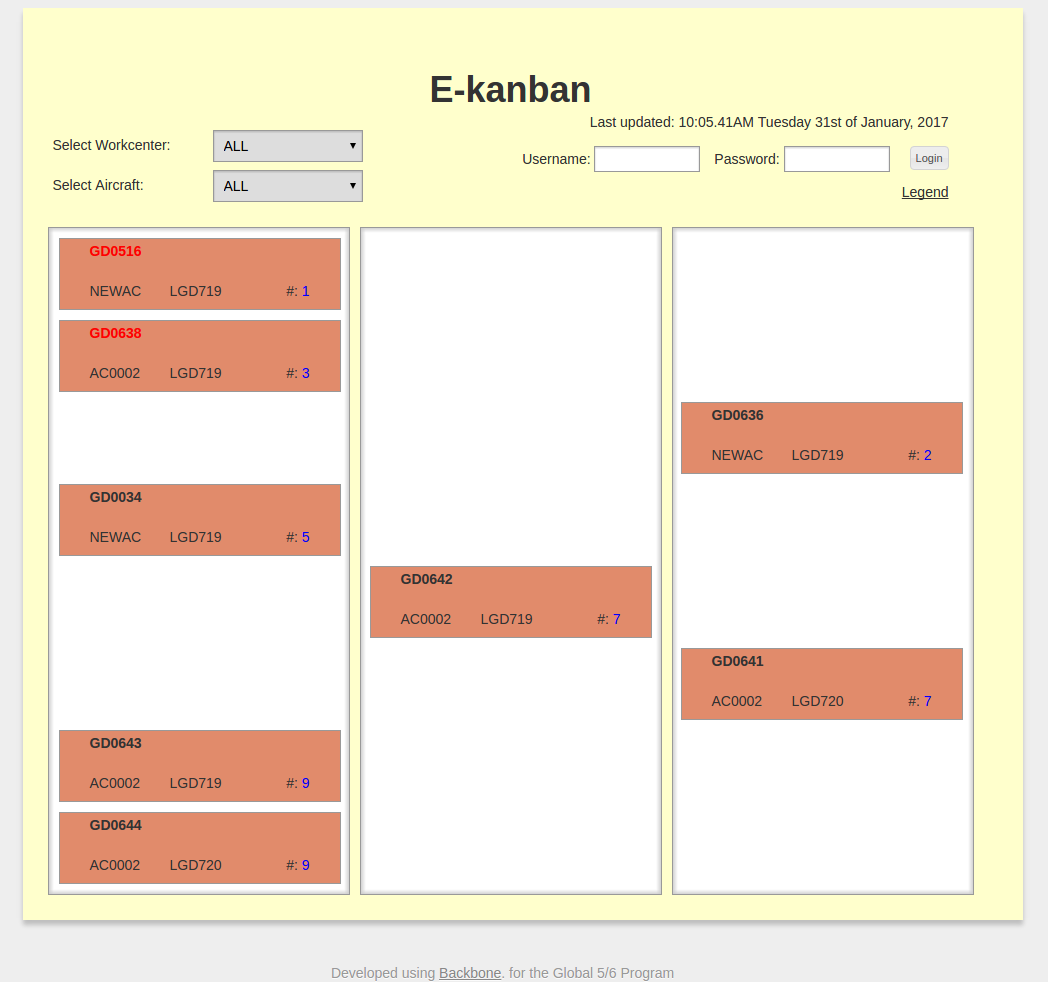 E-kanban
Last updated: 10:05.41AM Tuesday 31st of January, 2017
Select Workcenter: ALL
Username: Password: Login
Select Aircraft: ALL
Legend
GD0516
NEWAC LGD719 #: 1
GD0638
AC0002 LGD719 #: 3
GD0034
NEWAC LGD719 #: 5
GD0643
AC0002 LGD719 #: 9
GD0644
AC0002 LGD720 #: 9
GD0642
AC0002 LGD719 #: 7
GD0636
NEWAC LGD719 #: 2
GD0641
AC0002 LGD720 #: 7
Developed using Backbone. for the Global 5/6 Program